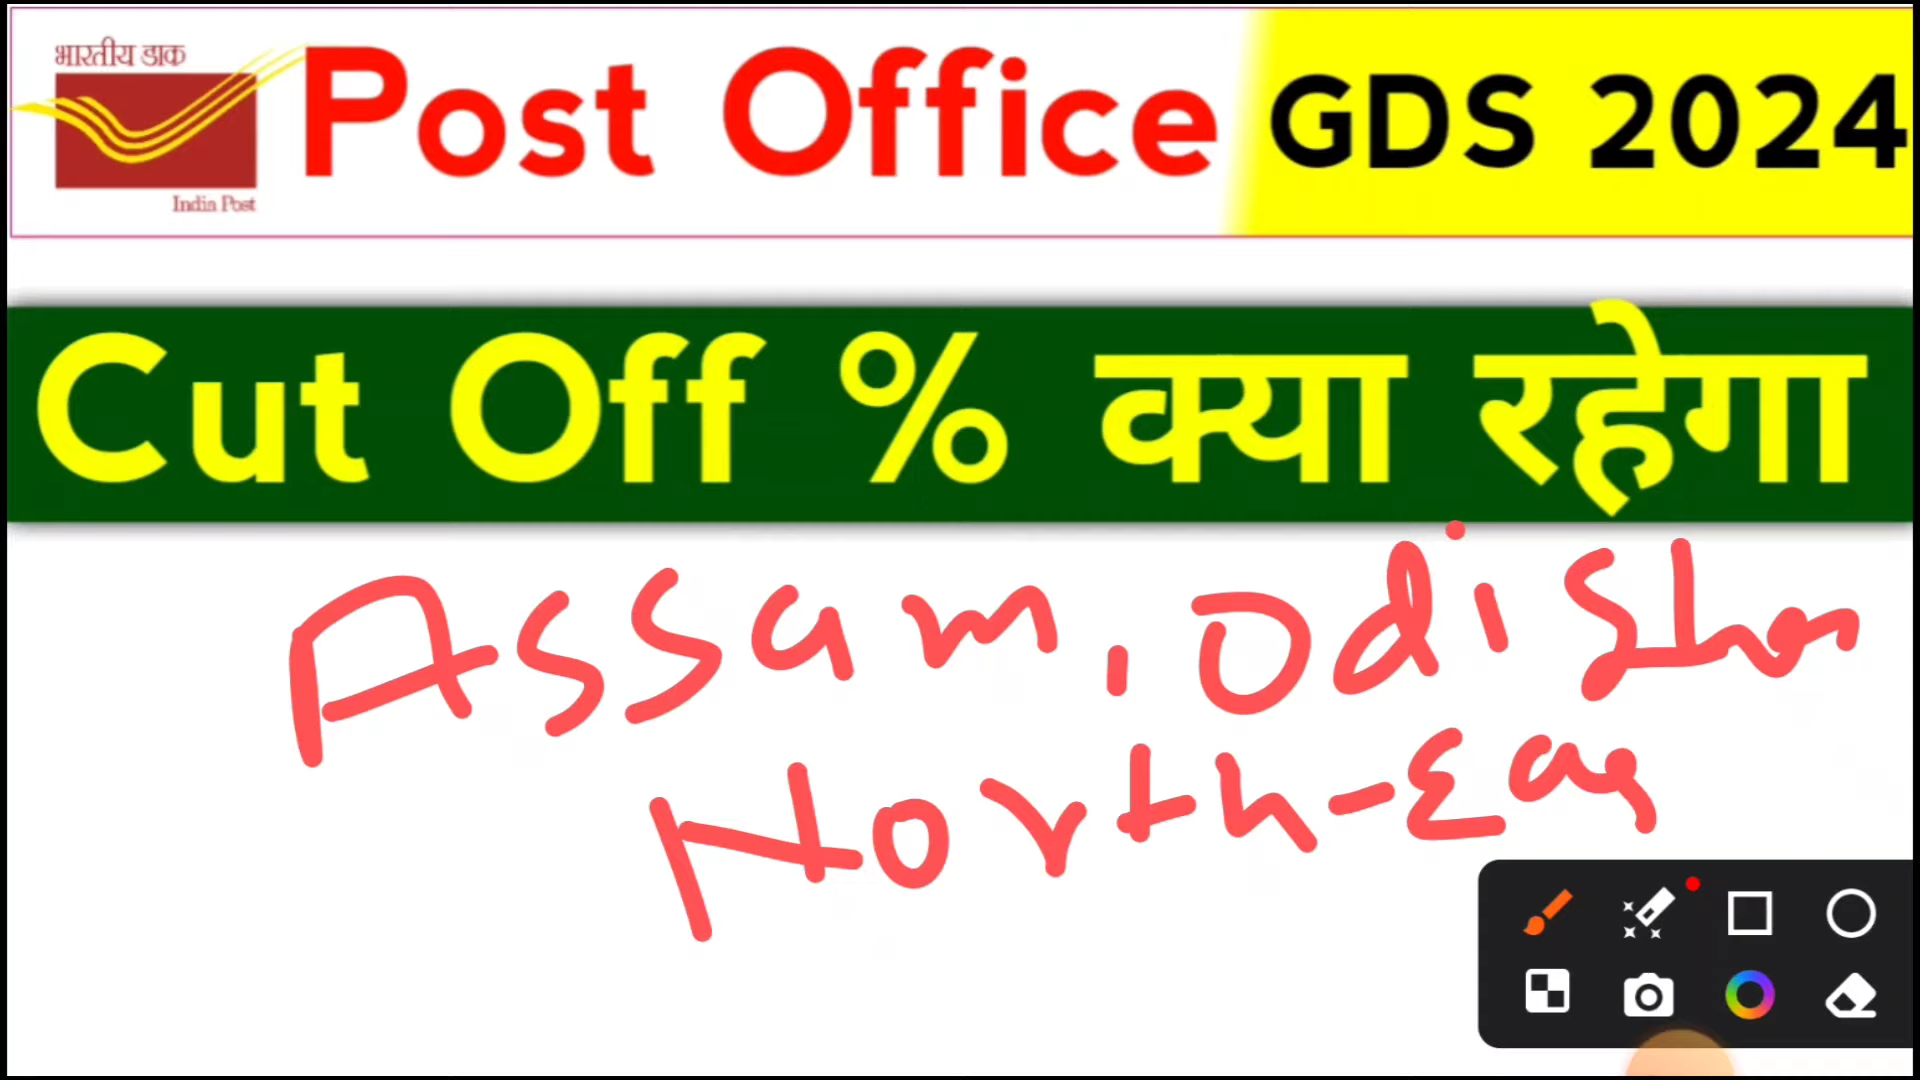 भारतीय डाक
India Post
Post Office GDS 2024
Cut Off % क्या रहेगा
Assam, Odisha
North-Eas